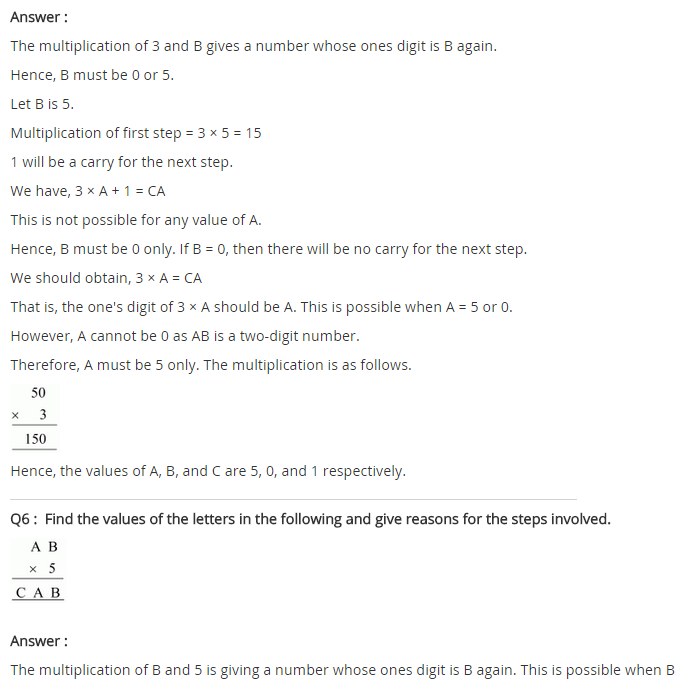 Answer :
The multiplication of 3 and B gives a number whose ones digit is B again.
Hence, B must be 0 or 5.
Let B is 5.
Multiplication of first step = 3 × 5 = 15
1 will be a carry for the next step.
We have, 3 × A + 1 = CA
This is not possible for any value of A.
Hence, B must be 0 only. If B = 0, then there will be no carry for the next step.
We should obtain, 3 × A = CA
That is, the one's digit of 3 × A should be A. This is possible when A = 5 or 0.
However, A cannot be 0 as AB is a two-digit number.
Therefore, A must be 5 only. The multiplication is as follows.
50
× 3
150
Hence, the values of A, B, and C are 5, 0, and 1 respectively.
Q6 : Find the values of the letters in the following and give reasons for the steps involved.
A B
× 5
C A B
Answer :
The multiplication of B and 5 is giving a number whose ones digit is B again. This is possible when B